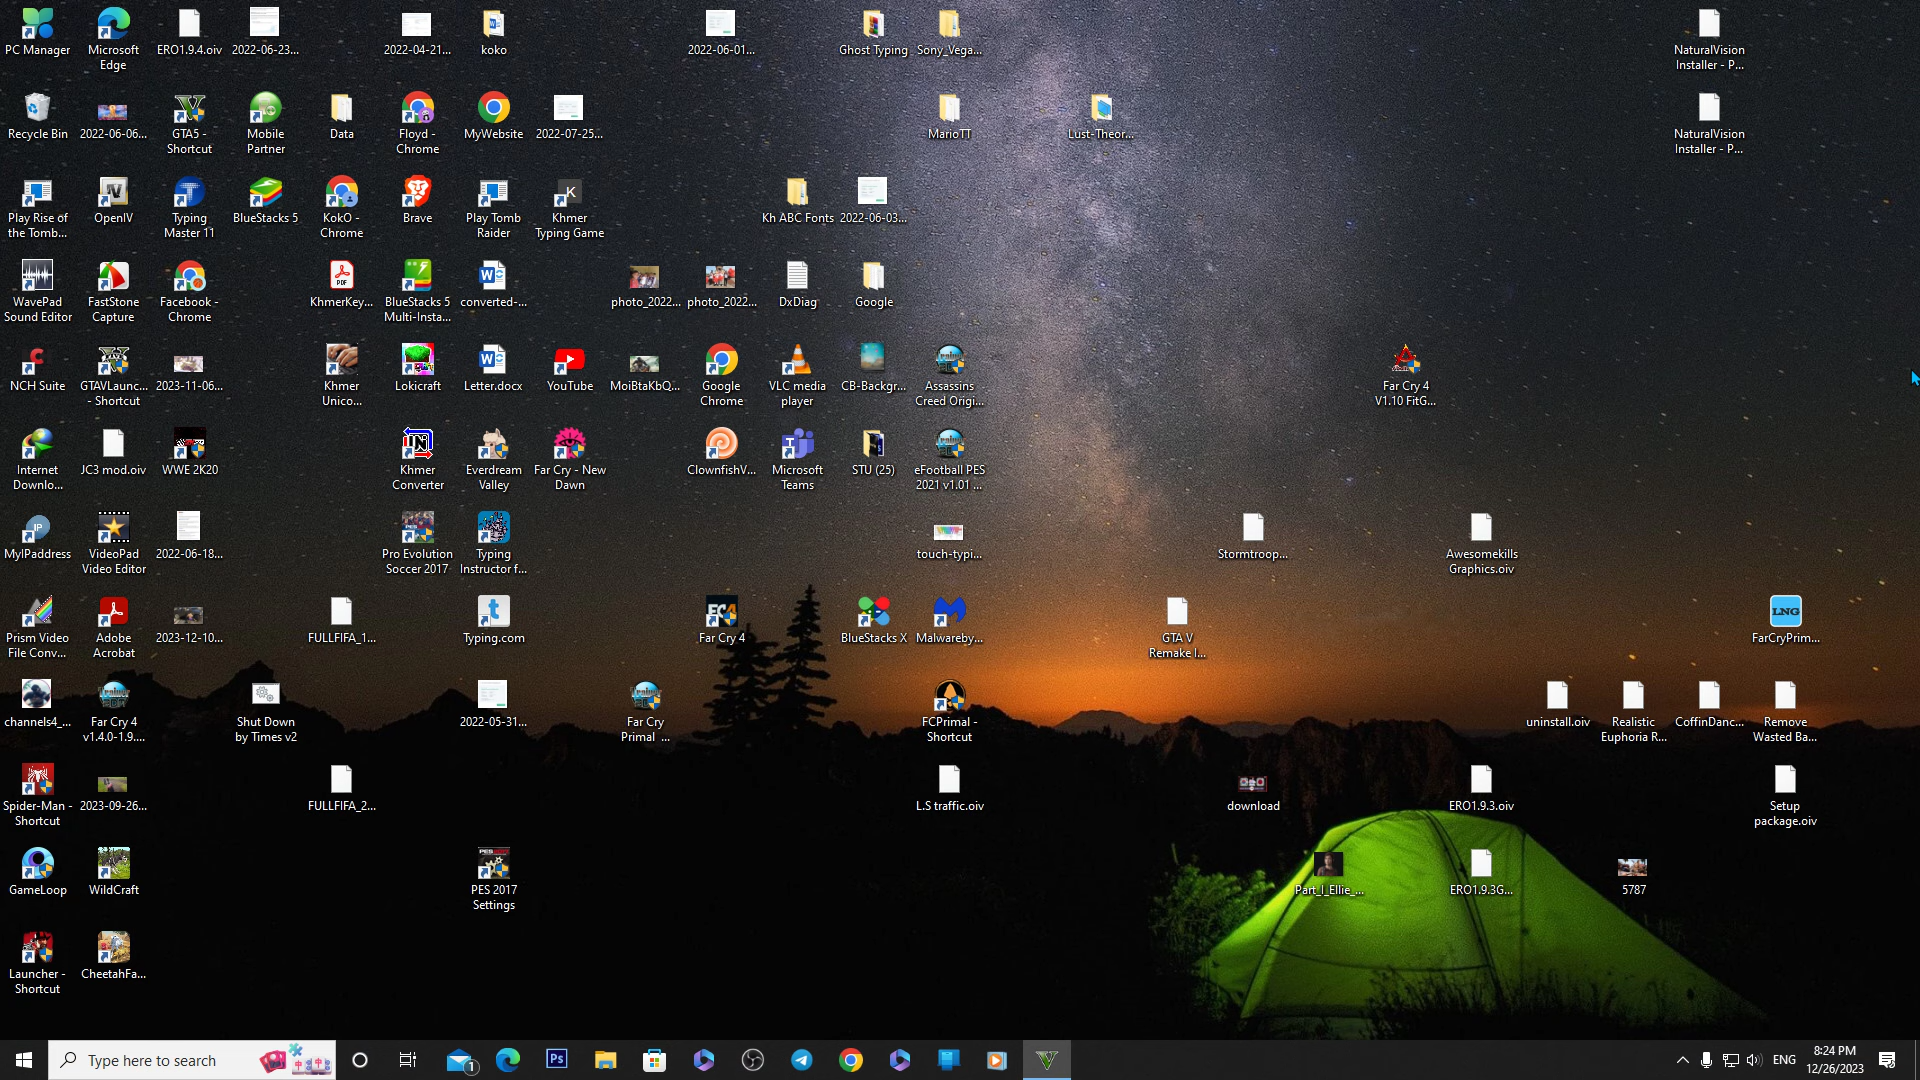 PC Manager
Microsoft
Edge
ERO1.9.4.oiv
2022-06-23...
2022-04-21...
koko
2022-06-01...
Ghost Typing
Sony_Vega...
NaturalVision
Installer - P...
Recycle Bin
2022-06-06...
GTA5 -
Shortcut
Mobile
Partner
Data
Floyd -
Chrome
MyWebsite
2022-07-25...
MarioTT
Lust-Theor...
NaturalVision
Installer - P...
Play Rise of
the Tomb...
OpenIV
Typing
Master 11
BlueStacks 5
KokO -
Chrome
Brave
Play Tomb
Raider
Khmer
Typing Game
Kh ABC Fonts
2022-06-03...
WavePad
Sound Editor
FastStone
Capture
Facebook -
Chrome
KhmerKey...
BlueStacks 5
Multi-Insta...
converted-...
photo_2022...
photo_2022...
DxDiag
Google
NCH Suite
GTAVLaunc...
- Shortcut
2023-11-06...
Khmer
Unico...
Lokicraft
Letter.docx
YouTube
MoiBtaKbQ...
Google
Chrome
VLC media
player
CB-Backgr...
Assassins
Creed Origi...
Far Cry 4
V1.10 FitG...
Internet
Downlo...
JC3 mod.oiv
WWE 2K20
Khmer
Converter
Everdream
Valley
Far Cry - New
Dawn
ClownfishV...
Microsoft
Teams
STU (25)
eFootball PES
2021 v1.01 ...
MyIPaddress
VideoPad
Video Editor
2022-06-18...
Pro Evolution
Soccer 2017
Typing
Instructor f...
touch-typi...
Stormtroop...
Awesomekills
Graphics.oiv
Prism Video
File Conv...
Adobe
Acrobat
2023-12-10...
FULLFIFA_1...
Typing.com
Far Cry 4
BlueStacks X
Malwareby...
GTA V
Remake I...
LNG
FarCryPrim...
channels4_...
Far Cry 4
v1.4.0-1.9....
Shut Down
by Times v2
2022-05-31...
Far Cry
Primal _...
FCPrimal -
Shortcut
uninstall.oiv
Realistic
Euphoria R...
CoffinDanc...
Remove
Wasted Ba...
Spider-Man -
Shortcut
2023-09-26...
FULLFIFA_2...
L.S traffic.oiv
download
ERO1.9.3.oiv
Setup
package.oiv
GameLoop
WildCraft
PES 2017
Settings
Part_I_Ellie_...
ERO1.9.3G...
5787
Launcher -
Shortcut
CheetahFa...
Type here to search
1
Ps
ENG
8:24 PM
12/26/2023